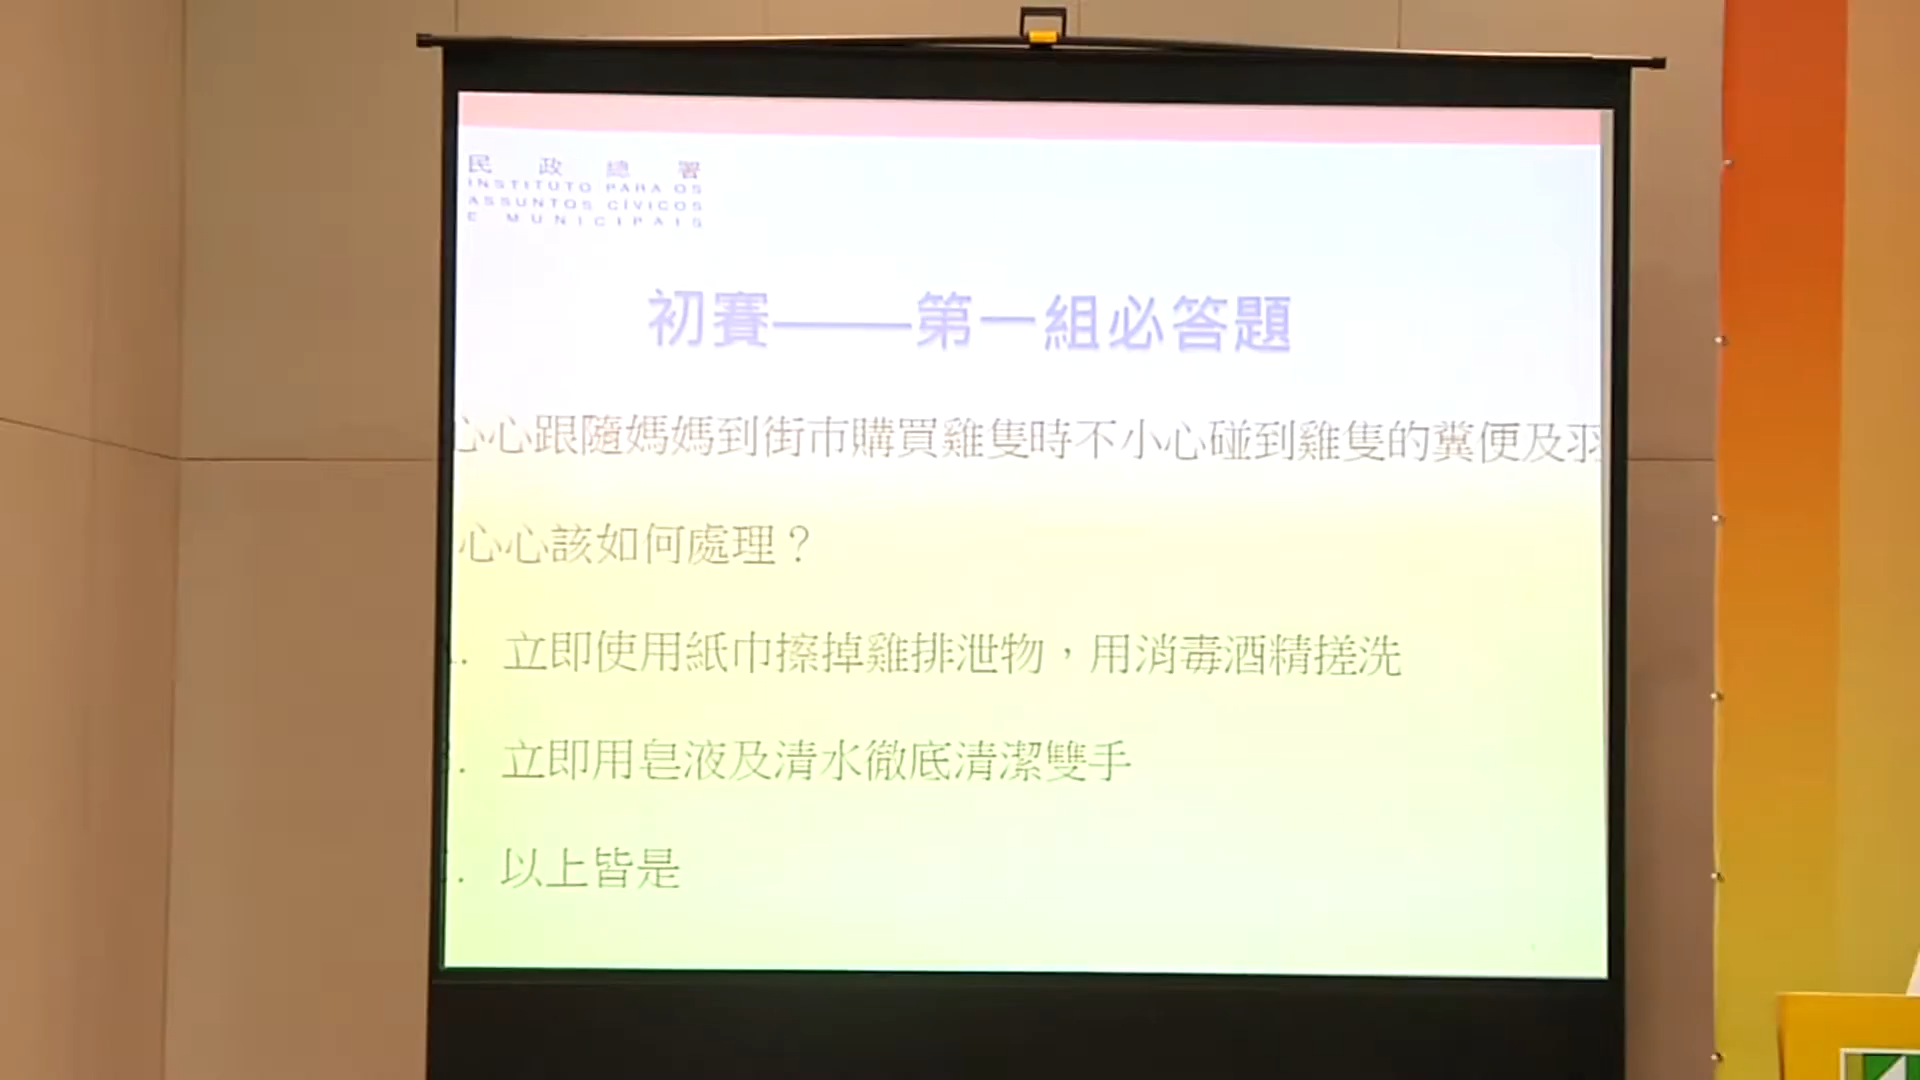 民政總署
INSTITUTO PARA OS
ASSUNTOS CÍVICOS
E MUNICIPAIS
初賽——第一組必答題
心心跟隨媽媽到街市購買雞隻時不小心碰到雞隻的糞便及羽
心心該如何處理？
. 立即使用紙巾擦掉雞排泄物，用消毒酒精搓洗
. 立即用皂液及清水徹底清潔雙手
. 以上皆是